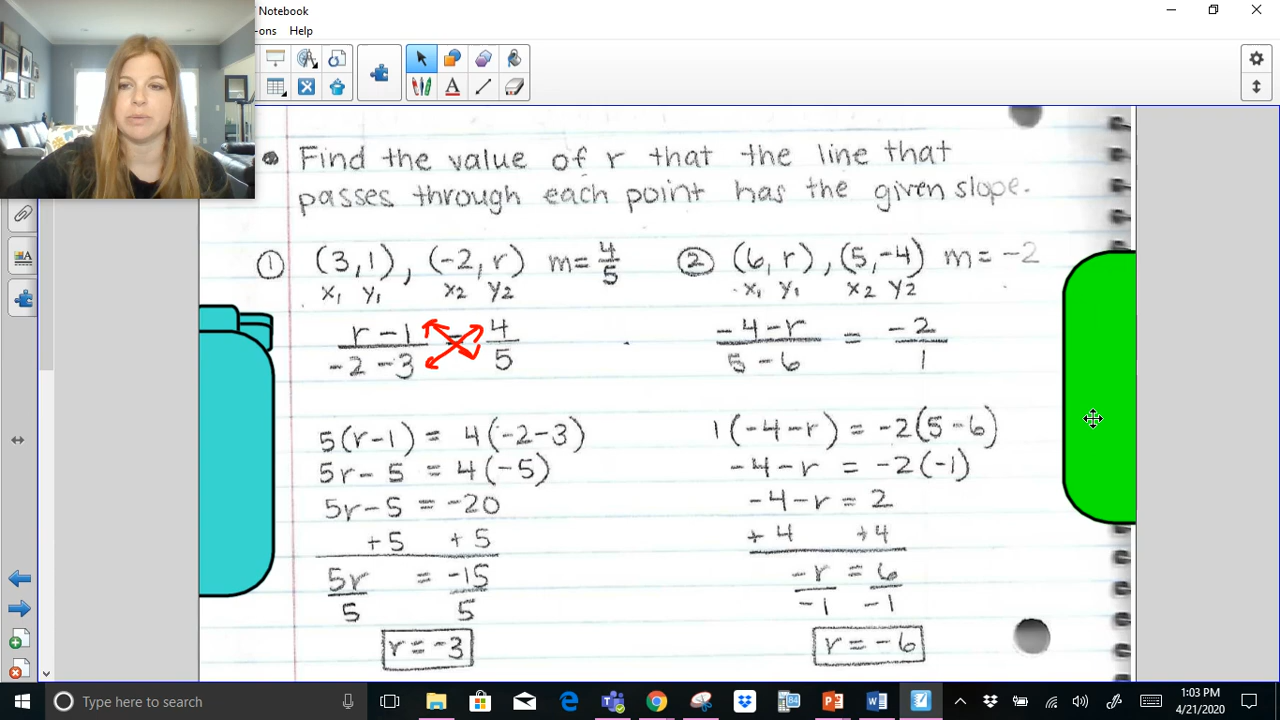 Notebook
-ons Help
• Find the value of r that the line that
passes through each point has the given slope.
① (3,1), (-2, r) m= 4/5
x₁ y₁ x₂ y₂
r-1/-2-3 = 4/5
5(r-1) = 4(-2-3)
5r-5 = 4(-5)
5r-5 = -20
+5 +5
5r/5 = -15/5
r=-3
② (6, r), (5,-4) m= -2
x₁ y₁ x₂ y₂
-4-r/5-6 = -2/1
1(-4-r) = -2(5-6)
-4-r = -2(-1)
-4-r = 2
+4 +4
-r/-1 = 6/-1
r = -6
Type here to search
1:03 PM
4/21/2020